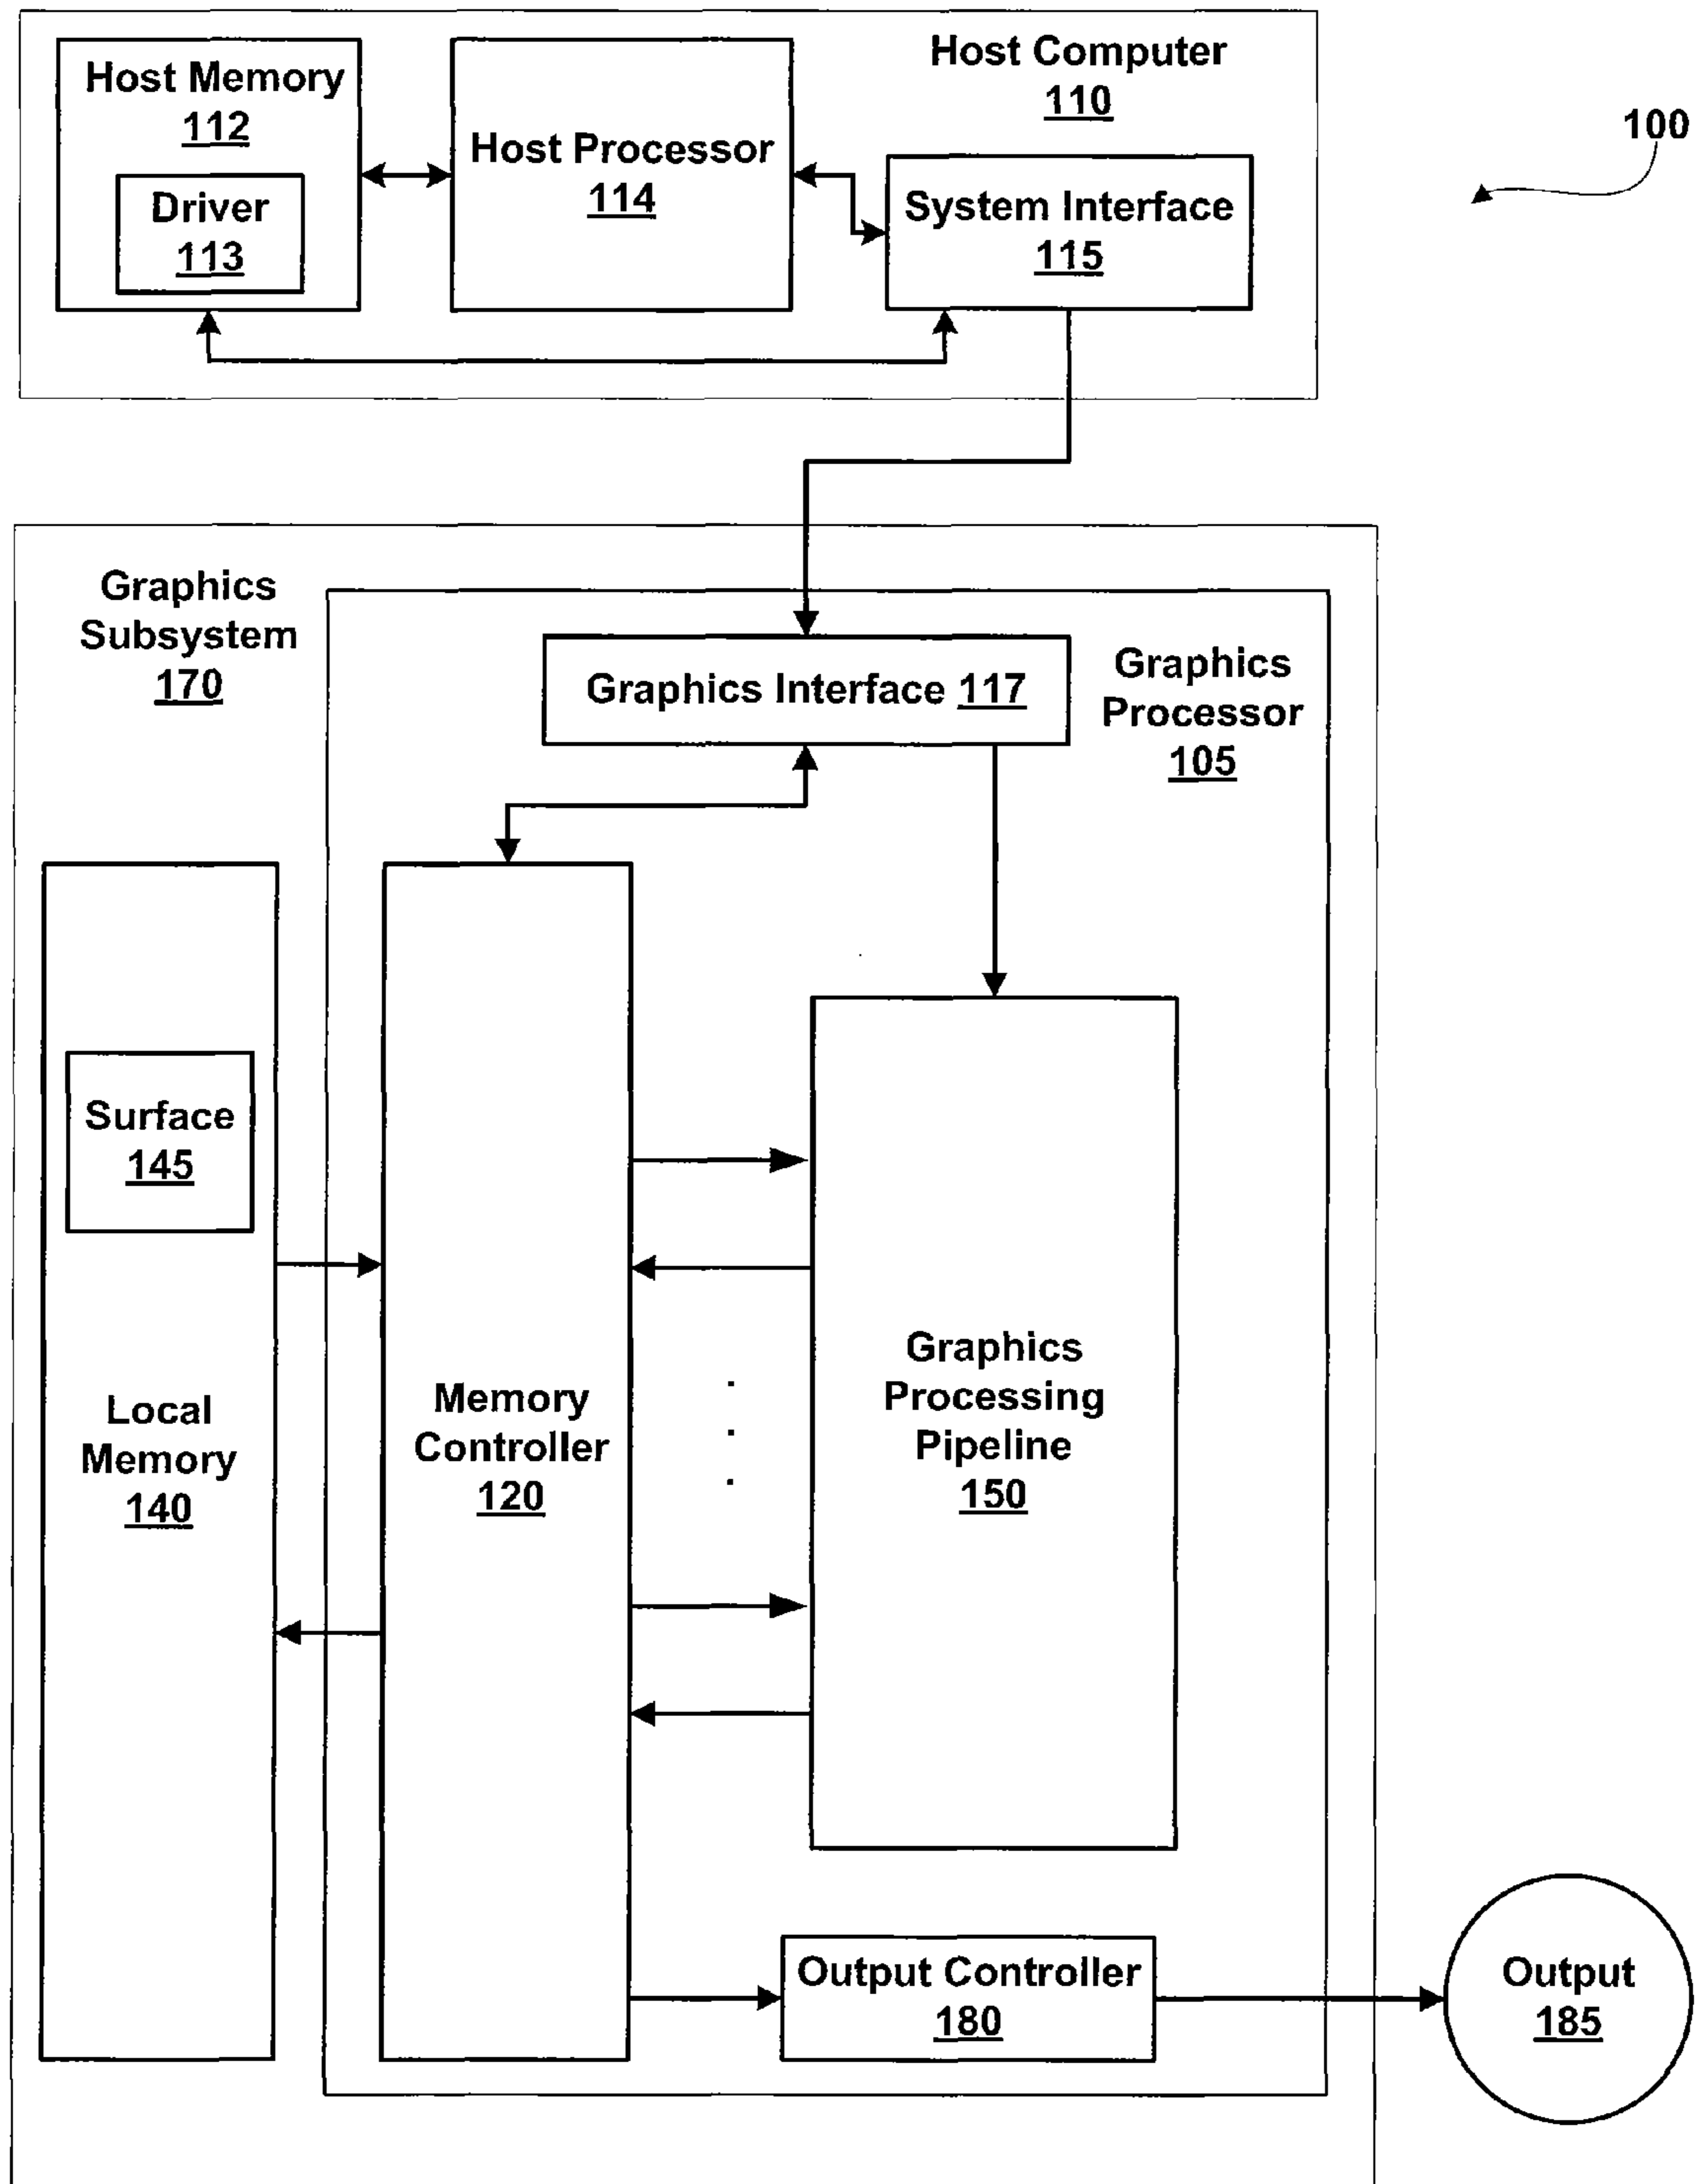 Host Memory
112
Driver
113
Host Processor
114
Host Computer
110
System Interface
115
100
Graphics
Subsystem
170
Graphics Interface 117
Graphics
Processor
105
Surface
145
Local
Memory
140
Memory
Controller
120
Graphics
Processing
Pipeline
150
Output Controller
180
Output
185